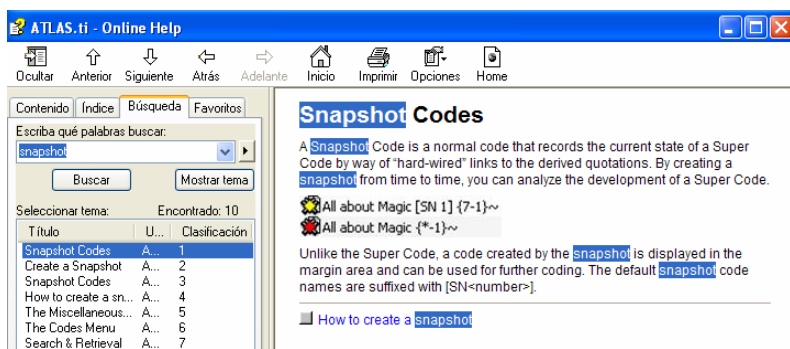 ATLAS.ti - Online Help
Ocultar Anterior Siguiente Atrás Adelante Inicio Imprimir Opciones Home
Contenido Índice Búsqueda Favoritos
Escriba qué palabras buscar:
snapshot
Buscar Mostrar tema
Seleccionar tema: Encontrado: 10
Título U... Clasificación
Snapshot Codes A... 1
Create a Snapshot A... 2
Snapshot Codes A... 3
How to create a sn... A... 4
The Miscellaneous... A... 5
The Codes Menu A... 6
Search & Retrieval A... 7
Snapshot Codes
A Snapshot Code is a normal code that records the current state of a Super
Code by way of “hard-wired” links to the derived quotations. By creating a
snapshot from time to time, you can analyze the development of a Super Code.
All about Magic [SN 1] {7-1}~
All about Magic {*-1}~
Unlike the Super Code, a code created by the snapshot is displayed in the
margin area and can be used for further coding. The default snapshot code
names are suffixed with [SN<number>].
How to create a snapshot